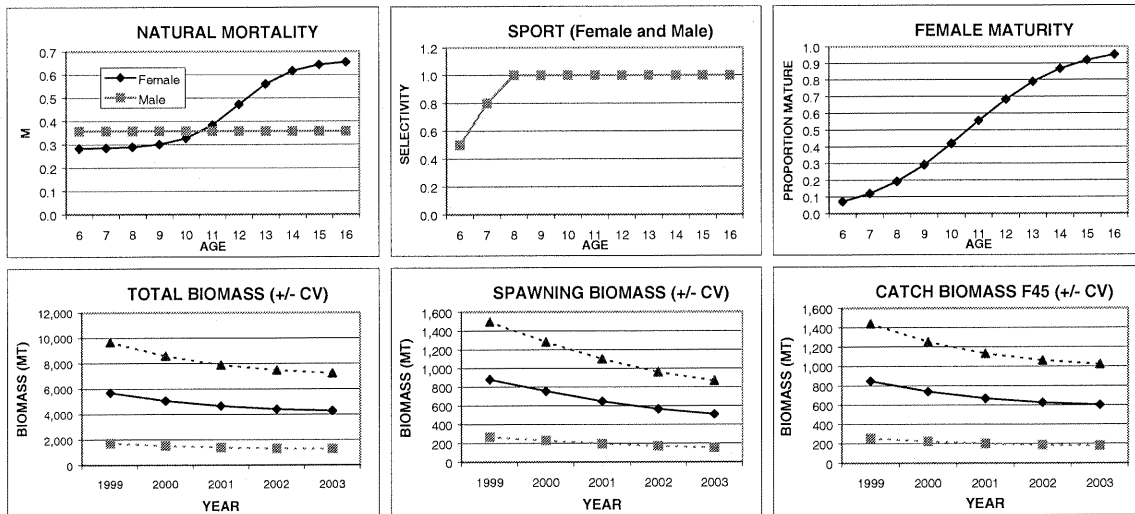 NATURAL MORTALITY
0.7
0.6
0.5
0.4
0.3
0.2
0.1
0.0
M
Female
Male
6 7 8 9 10 11 12 13 14 15 16
AGE
SPORT (Female and Male)
1.2
1.0
0.8
0.6
0.4
0.2
0.0
SELECTIVITY
6 7 8 9 10 11 12 13 14 15 16
AGE
FEMALE MATURITY
1.0
0.9
0.8
0.7
0.6
0.5
0.4
0.3
0.2
0.1
0.0
PROPORTION MATURE
6 7 8 9 10 11 12 13 14 15 16
AGE
TOTAL BIOMASS (+/- CV)
12,000
10,000
8,000
6,000
4,000
2,000
0
BIOMASS (MT)
1999 2000 2001 2002 2003
YEAR
SPAWNING BIOMASS (+/- CV)
1,600
1,400
1,200
1,000
800
600
400
200
0
BIOMASS (MT)
1999 2000 2001 2002 2003
YEAR
CATCH BIOMASS F45 (+/- CV)
1,600
1,400
1,200
1,000
800
600
400
200
0
BIOMASS (MT)
1999 2000 2001 2002 2003
YEAR